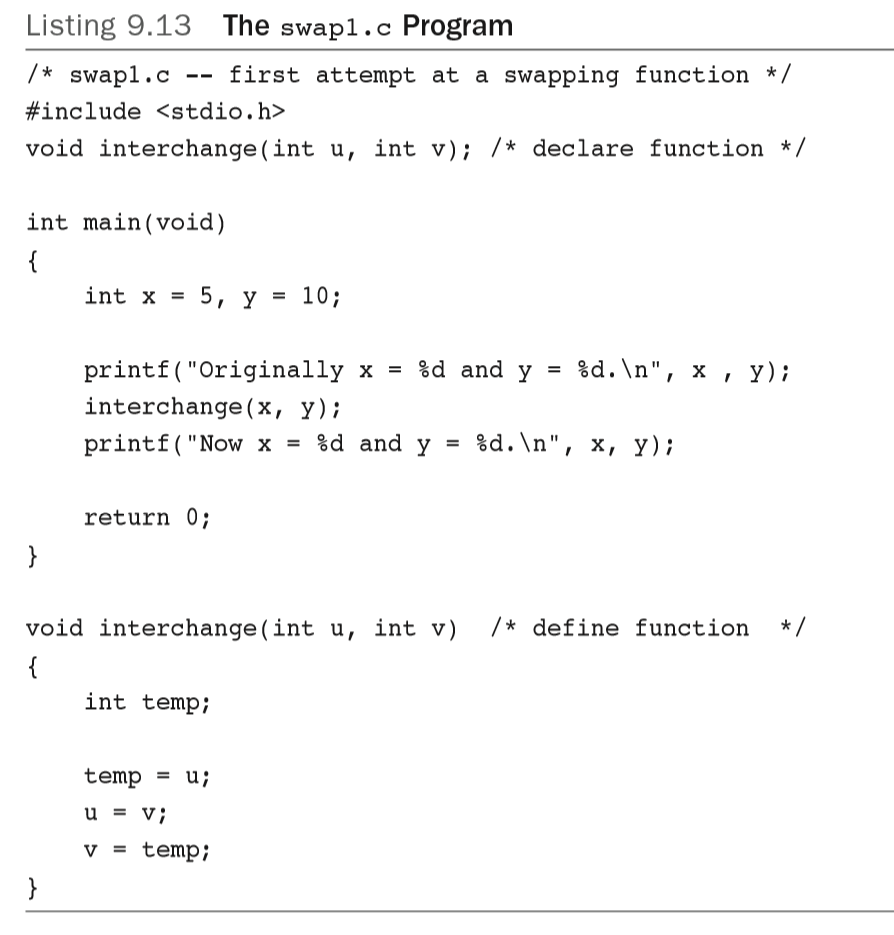 Listing 9.13 The swap1.c Program
/* swap1.c -- first attempt at a swapping function */
#include <stdio.h>
void interchange(int u, int v); /* declare function */

int main(void)
{
    int x = 5, y = 10;

    printf("Originally x = %d and y = %d.\n", x , y);
    interchange(x, y);
    printf("Now x = %d and y = %d.\n", x, y);

    return 0;
}

void interchange(int u, int v)  /* define function  */
{
    int temp;

    temp = u;
    u = v;
    v = temp;
}